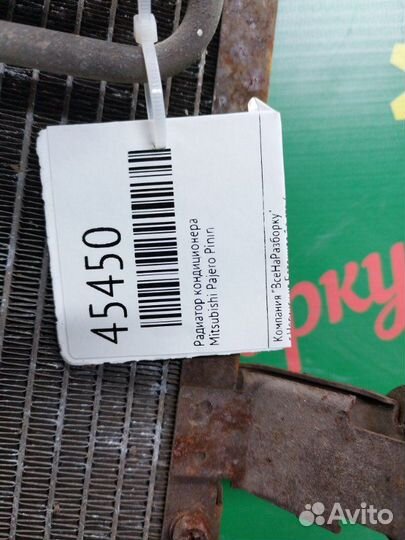 45450
Радиатор кондиционера
Mitsubishi Pajero Pinin
Компания "ВсеНаРазборку"
Avito